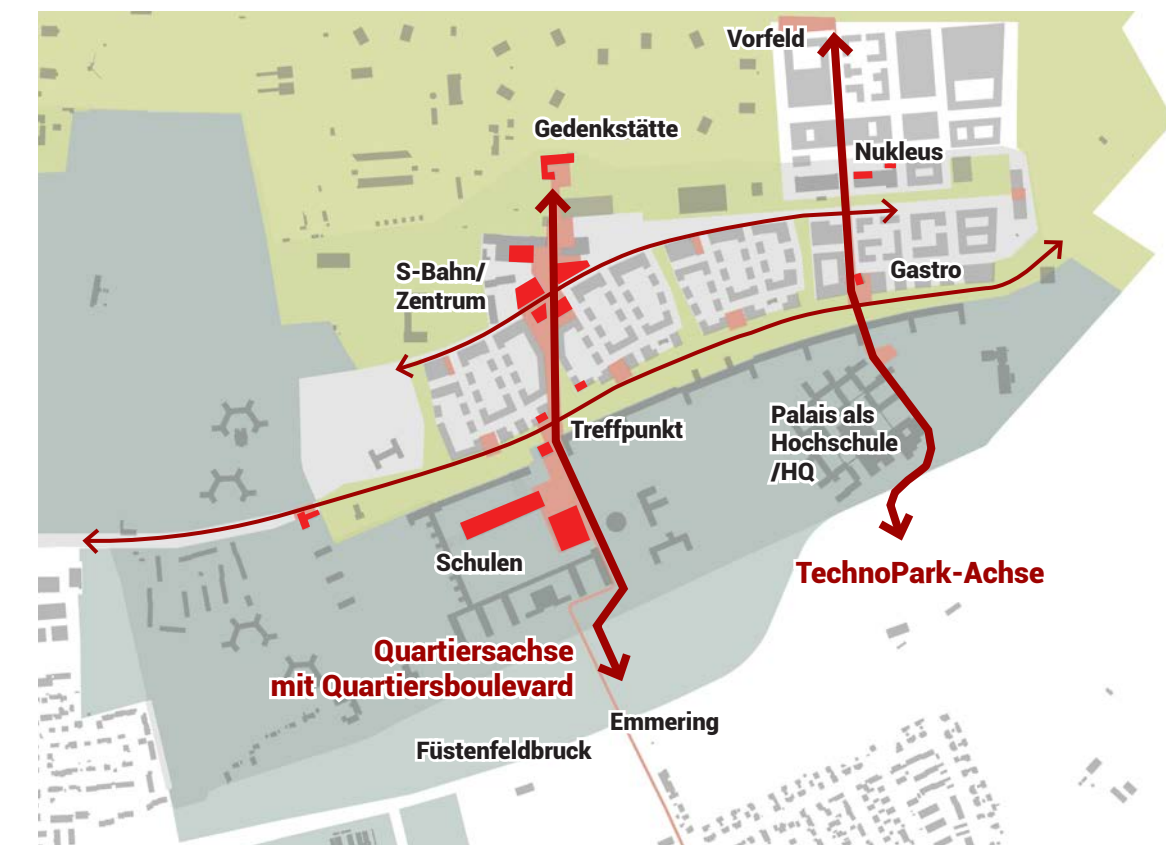 Vorfeld
Gedenkstätte
Nukleus
S-Bahn/
Zentrum
Gastro
Treffpunkt
Palais als
Hochschule
/HQ
Schulen
TechnoPark-Achse
Quartiersachse
mit Quartiersboulevard
Emmering
Füstenfeldbruck